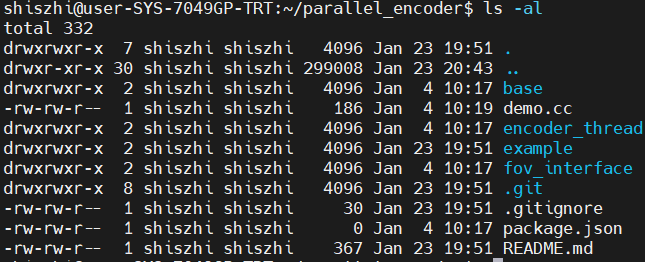 shiszhi@user-SYS-7049GP-TRT:~/parallel_encoder$ ls -al
total 332
drwxrwxr-x  7 shiszhi shiszhi   4096 Jan 23 19:51 .
drwxr-xr-x 30 shiszhi shiszhi 299008 Jan 23 20:43 ..
drwxrwxr-x  2 shiszhi shiszhi   4096 Jan  4 10:17 base
-rw-rw-r--  1 shiszhi shiszhi    186 Jan  4 10:19 demo.cc
drwxrwxr-x  2 shiszhi shiszhi   4096 Jan  4 10:17 encoder_thread
drwxrwxr-x  2 shiszhi shiszhi   4096 Jan 23 19:51 example
drwxrwxr-x  2 shiszhi shiszhi   4096 Jan  4 10:17 fov_interface
drwxrwxr-x  8 shiszhi shiszhi   4096 Jan 23 19:51 .git
-rw-rw-r--  1 shiszhi shiszhi     30 Jan 23 19:51 .gitignore
-rw-rw-r--  1 shiszhi shiszhi      0 Jan  4 10:17 package.json
-rw-rw-r--  1 shiszhi shiszhi    367 Jan 23 19:51 README.md